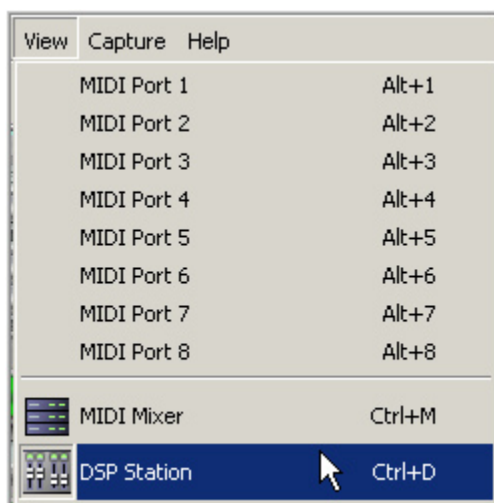 View Capture Help
MIDI Port 1 Alt+1
MIDI Port 2 Alt+2
MIDI Port 3 Alt+3
MIDI Port 4 Alt+4
MIDI Port 5 Alt+5
MIDI Port 6 Alt+6
MIDI Port 7 Alt+7
MIDI Port 8 Alt+8
MIDI Mixer Ctrl+M
DSP Station Ctrl+D